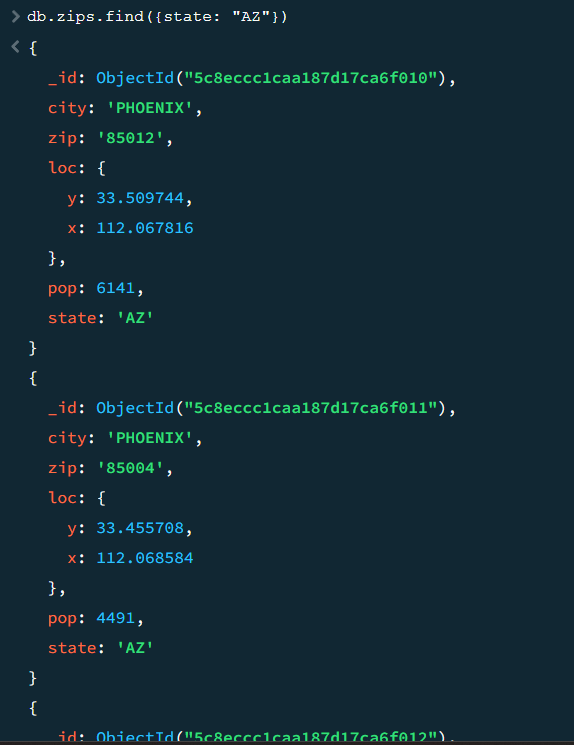 db.zips.find({state: "AZ"})
{
_id: ObjectId("5c8eccc1caa187d17ca6f010"),
city: 'PHOENIX',
zip: '85012',
loc: {
y: 33.509744,
x: 112.067816
},
pop: 6141,
state: 'AZ'
}
{
_id: ObjectId("5c8eccc1caa187d17ca6f011"),
city: 'PHOENIX',
zip: '85004',
loc: {
y: 33.455708,
x: 112.068584
},
pop: 4491,
state: 'AZ'
}
{
_id: ObjectId("5c8eccc1caa187d17ca6f012"),